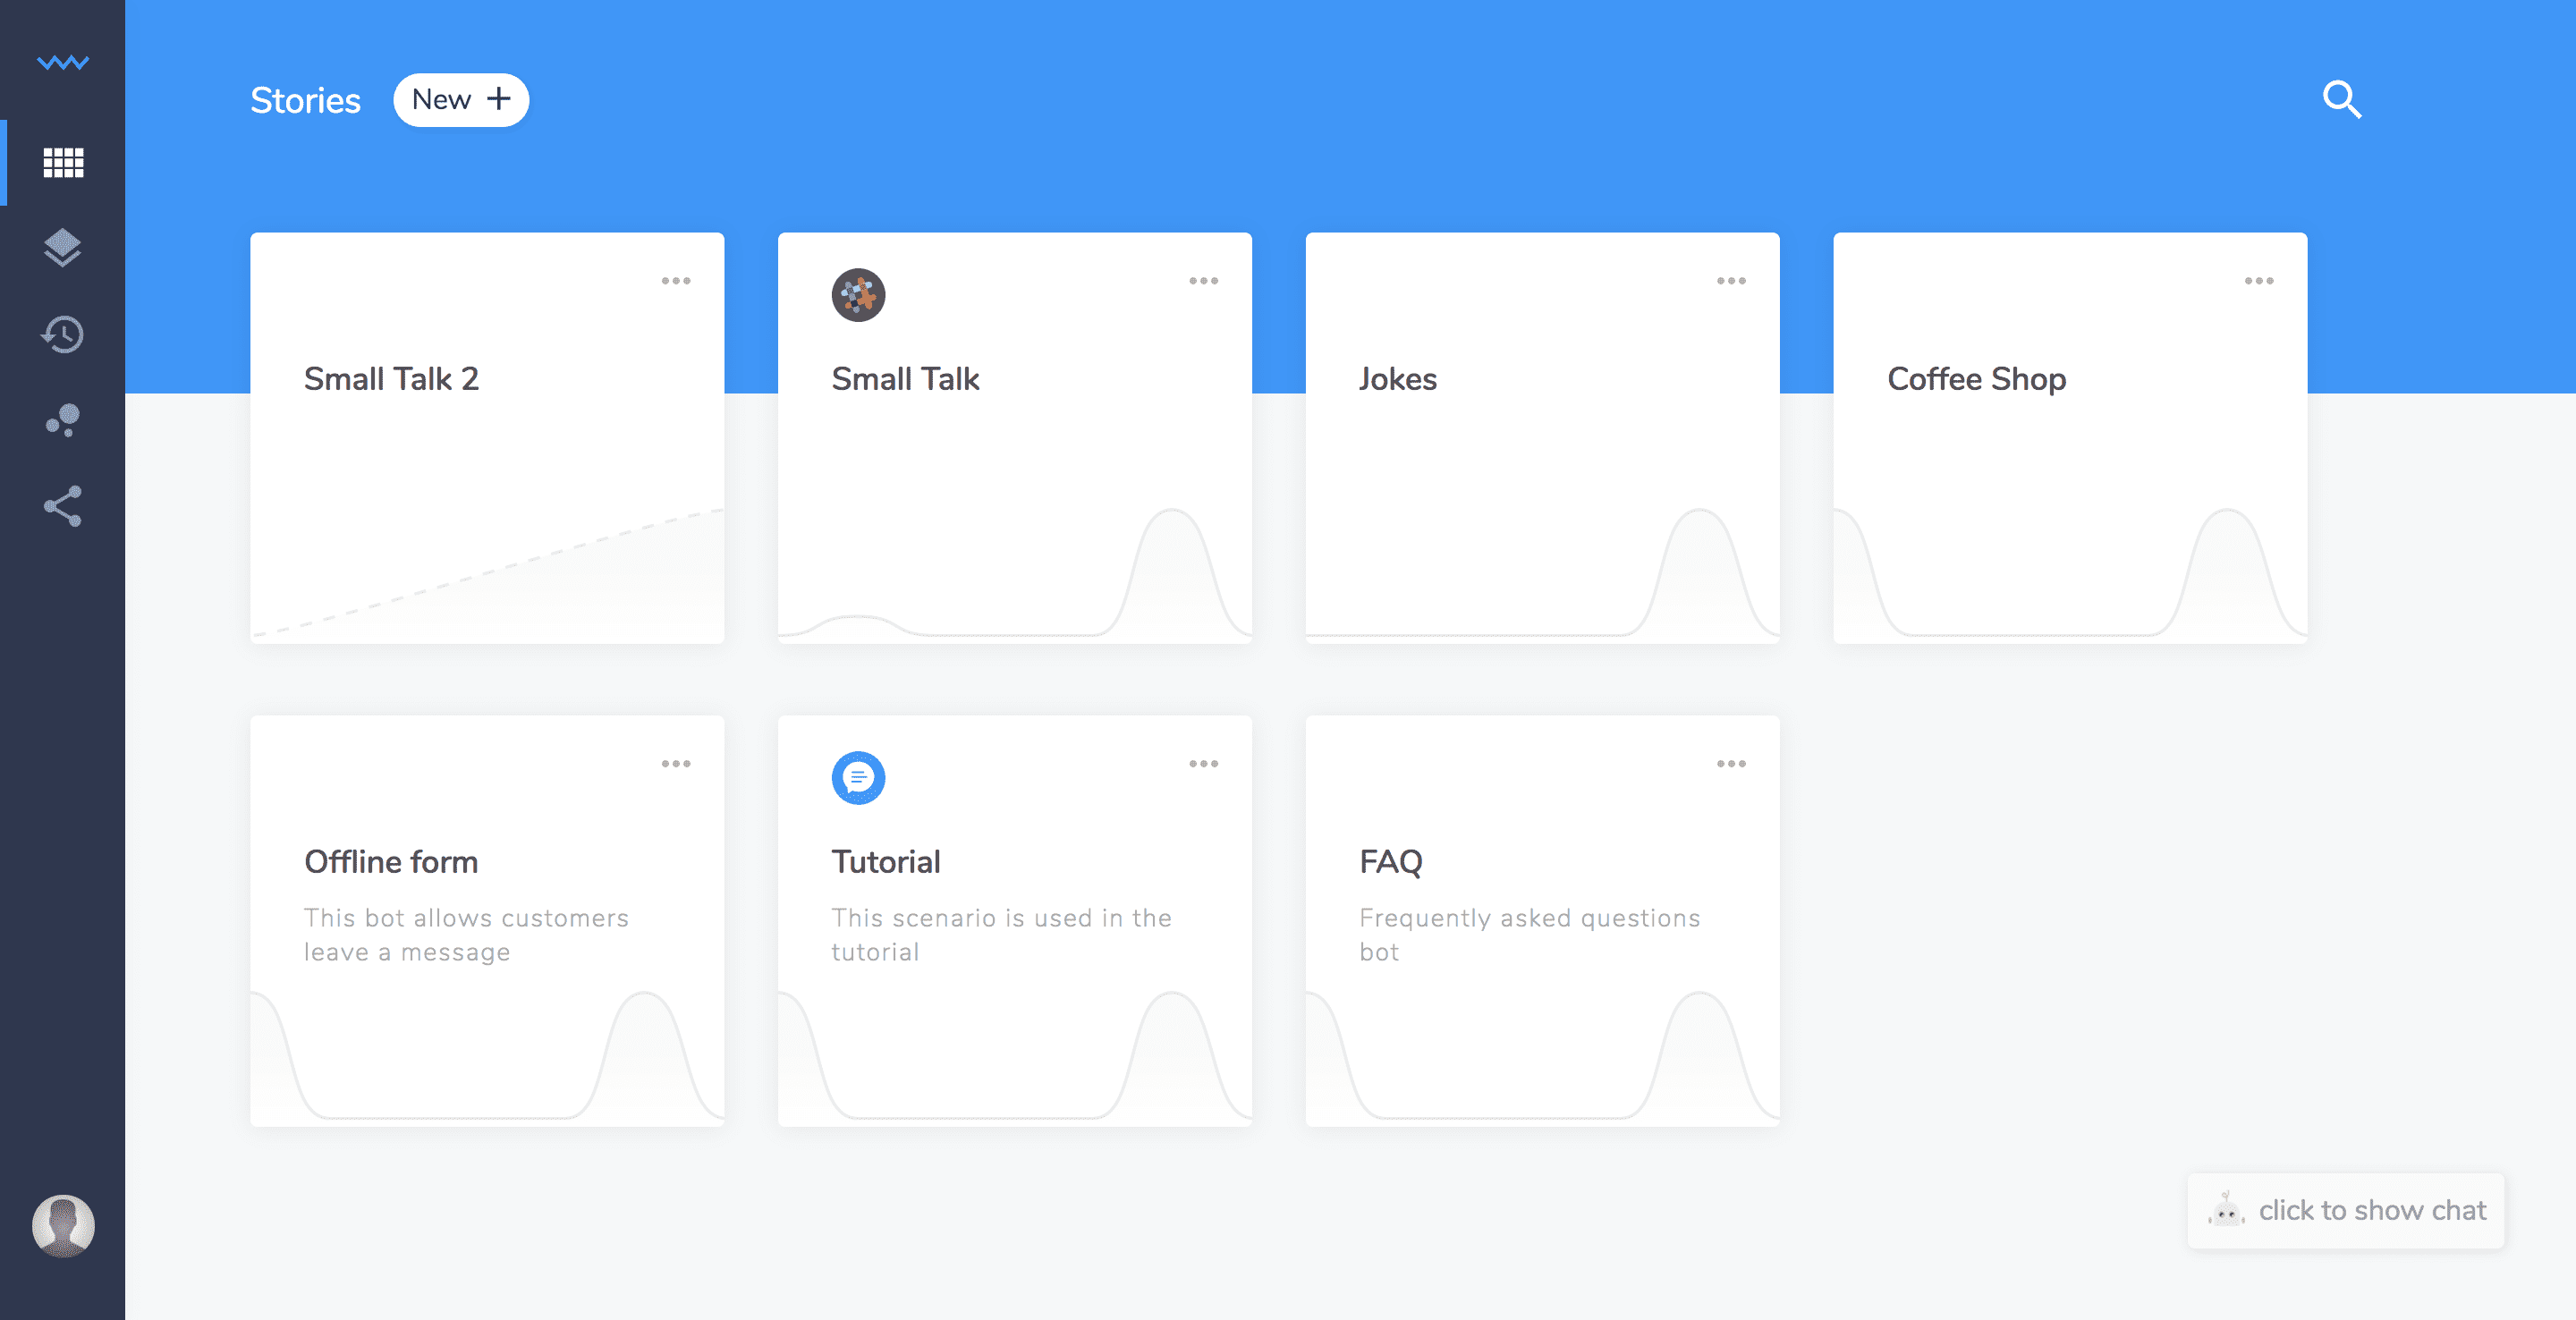 Stories
New +
Small Talk 2
Small Talk
Jokes
Coffee Shop
Offline form
This bot allows customers
leave a message
Tutorial
This scenario is used in the
tutorial
FAQ
Frequently asked questions
bot
click to show chat